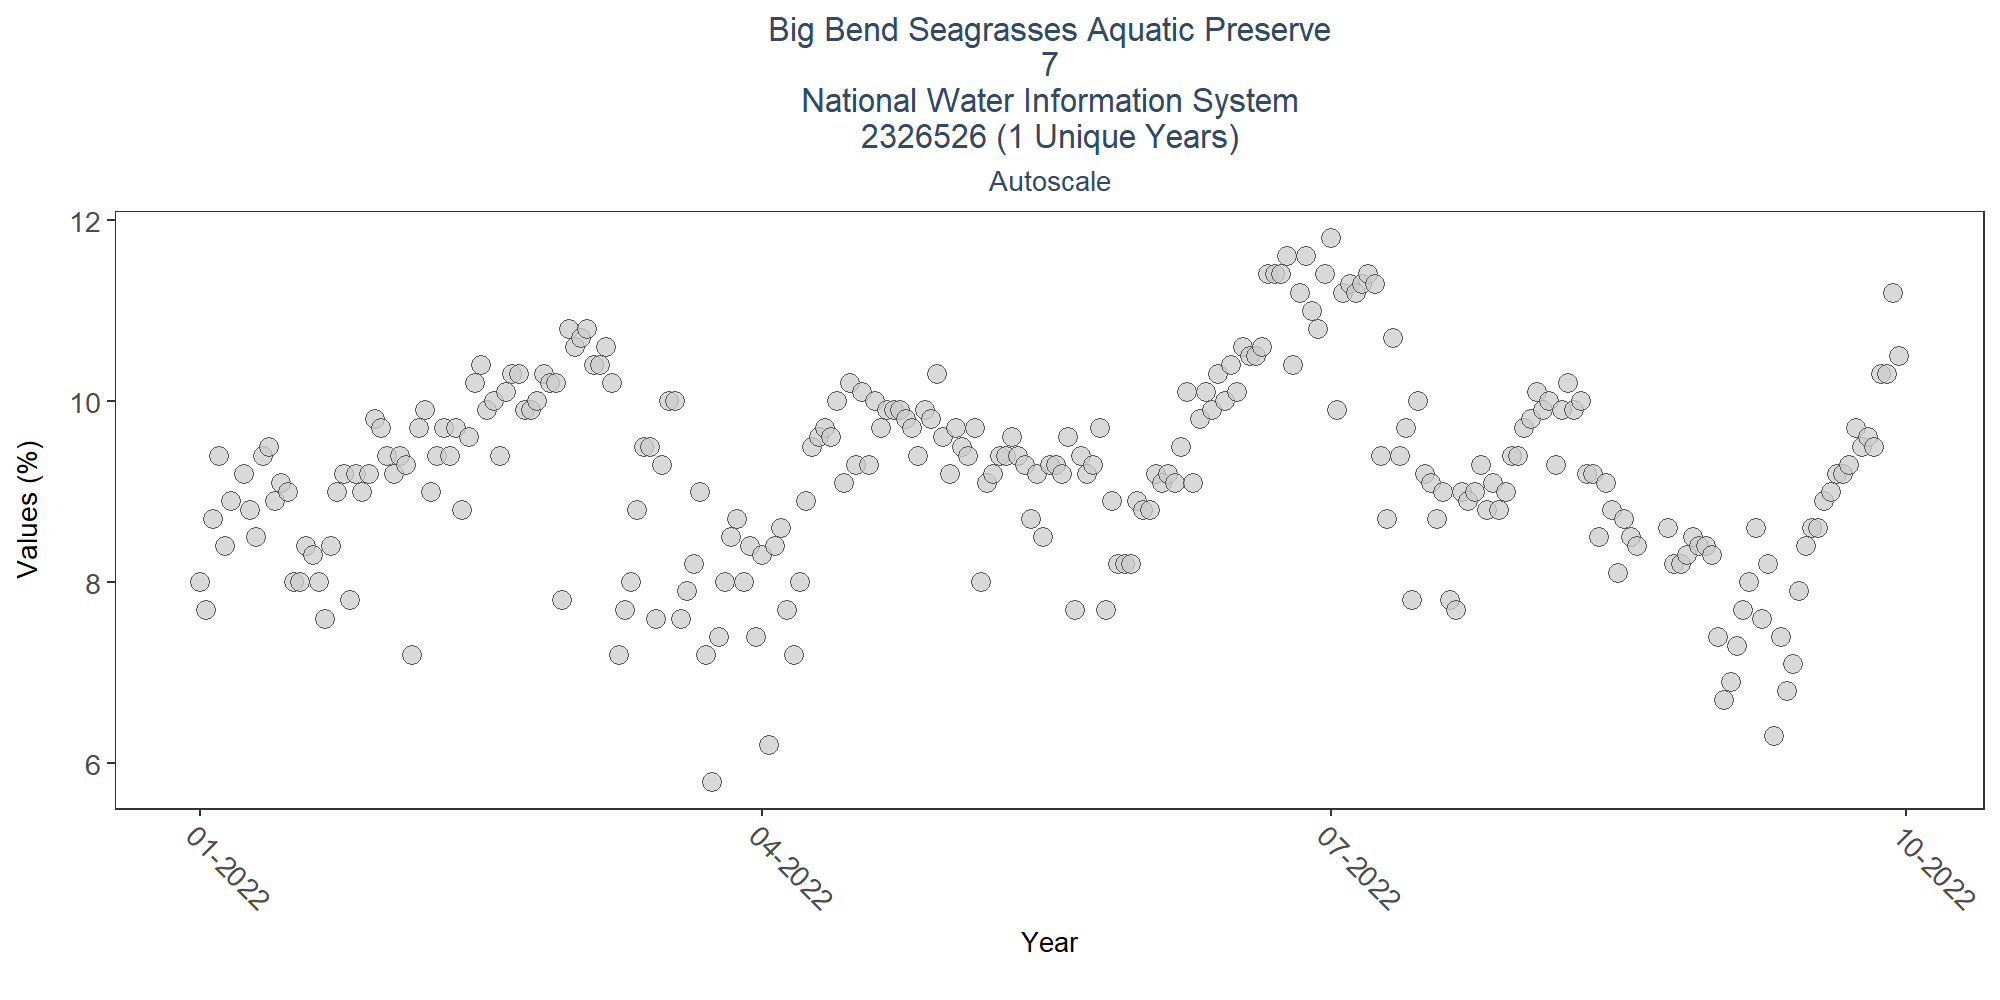 Big Bend Seagrasses Aquatic Preserve
7
National Water Information System
2326526 (1 Unique Years)
Autoscale
12
10
8
6
Values (%)
01-2022
04-2022
07-2022
10-2022
Year